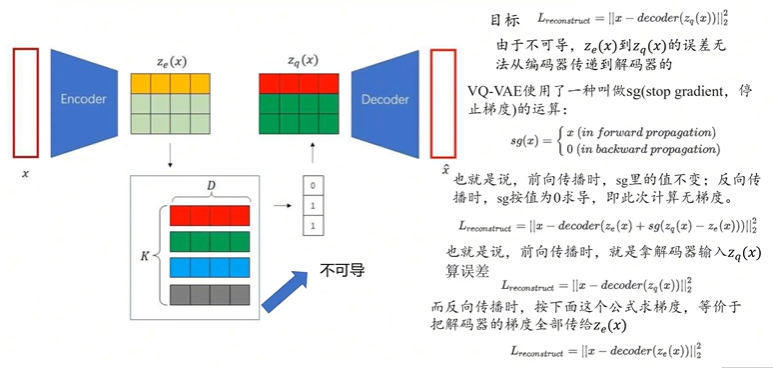 目标 L_{reconstruct} = ||x − decoder(z_q(x))||_2^2
由于不可导，z_e(x)到z_q(x)的误差无
法从编码器传递到解码器的
VQ-VAE使用了一种叫做sg(stop gradient，停
止梯度)的运算：
sg(x) = { x (in forward propagation)
0 (in backward propagation)
也就是说，前向传播时，sg里的值不变；反向传
播时，sg按值为0求导，即此次计算无梯度。
L_{reconstruct} = ||x − decoder(z_e(x) + sg(z_q(x) − z_e(x)))||_2^2
也就是说，前向传播时，就是拿解码器输入z_q(x)
算误差
L_{reconstruct} = ||x − decoder(z_q(x))||_2^2
而反向传播时，按下面这个公式求梯度，等价于
把解码器的梯度全部传给z_e(x)
L_{reconstruct} = ||x − decoder(z_e(x))||_2^2
z_e(x)
z_q(x)
Encoder
Decoder
x
x̂
D
K
0
1
1
不可导